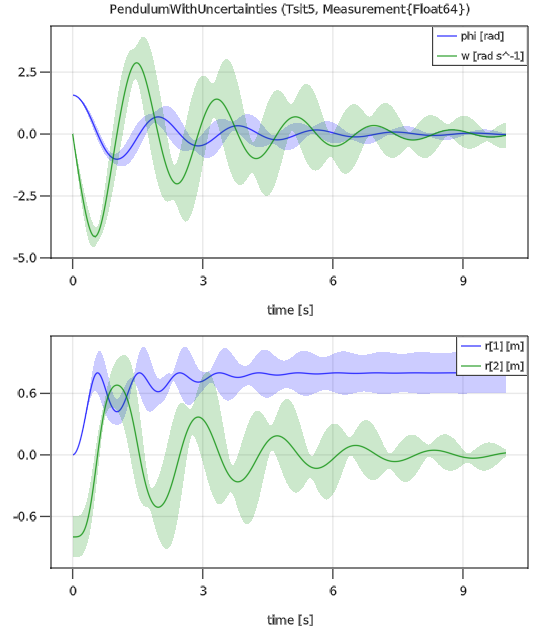 PendulumWithUncertainties (Tsit5, Measurement{Float64})
phi [rad]
w [rad s^-1]
2.5
0.0
-2.5
-5.0
0 3 6 9
time [s]
r[1] [m]
r[2] [m]
0.6
0.0
-0.6
0 3 6 9
time [s]